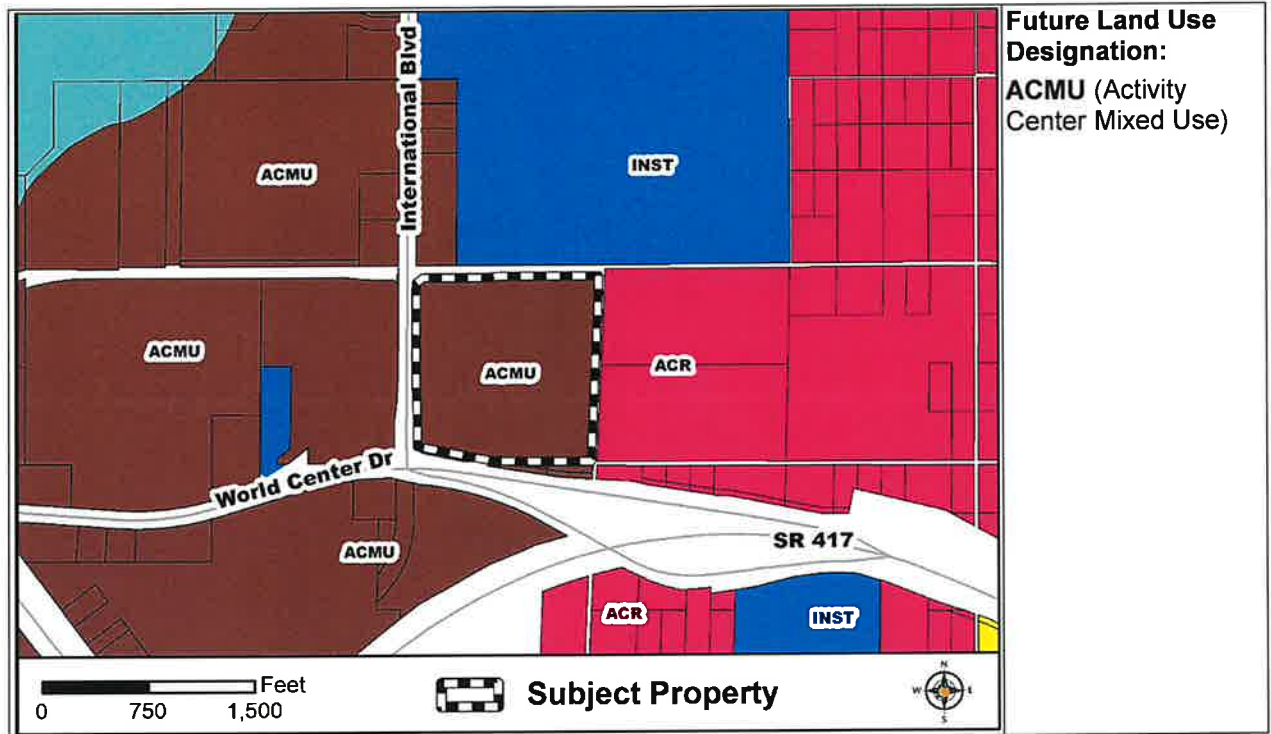 International Blvd
ACMU
INST
ACMU
ACMU
ACR
World Center Dr
ACMU
SR 417
ACR
INST
Feet
0 750 1,500
Subject Property
N
W E
S
Future Land Use
Designation:
ACMU (Activity
Center Mixed Use)